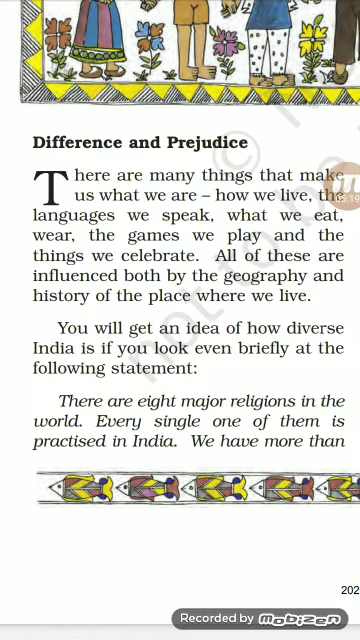 Difference and Prejudice
There are many things that make
us what we are – how we live, the
languages we speak, what we eat,
wear, the games we play and the
things we celebrate. All of these are
influenced both by the geography and
history of the place where we live.
You will get an idea of how diverse
India is if you look even briefly at the
following statement:
There are eight major religions in the
world. Every single one of them is
practised in India. We have more than
202
Recorded by mobizen